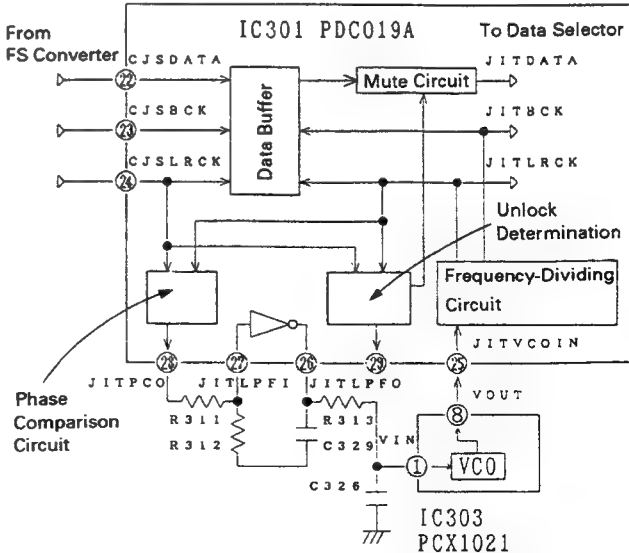 From
FS Converter
IC301 PDC019A
To Data Selector
22
CJSDATA
Data Buffer
Mute Circuit
JITDATA
23
CJSBCK
JITBCK
24
CJSLRCK
JITLRCK
Unlock
Determination
Frequency-Dividing
Circuit
JITVCOIN
28
27
26
29
25
JITPCO
JITLPFI
JITLPFO
VOUT
Phase
Comparison
Circuit
R311
R312
R313
C329
VIN
8
1
VCO
C326
IC303
PCX1021